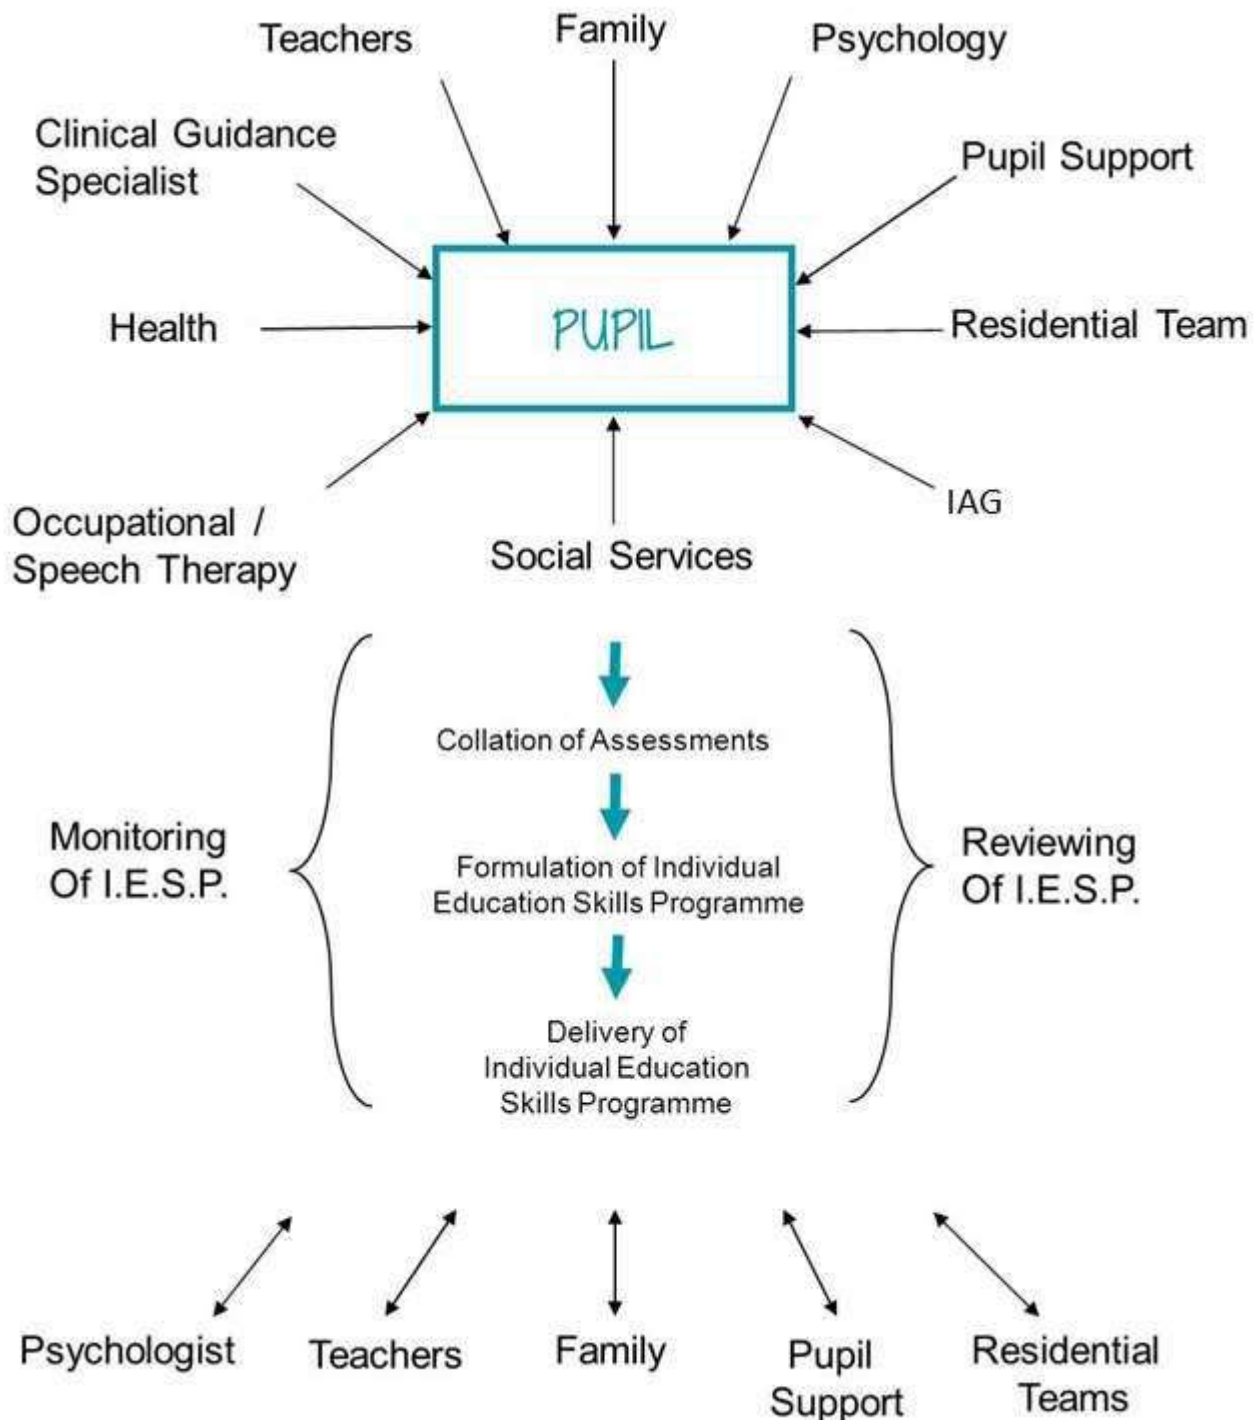 Teachers
Family
Psychology
Clinical Guidance
Specialist
Pupil Support
PUPIL
Health
Residential Team
Occupational /
Speech Therapy
Social Services
IAG
Collation of Assessments
Monitoring
Of I.E.S.P.
Formulation of Individual
Education Skills Programme
Reviewing
Of I.E.S.P.
Delivery of
Individual Education
Skills Programme
Psychologist
Teachers
Family
Pupil
Support
Residential
Teams